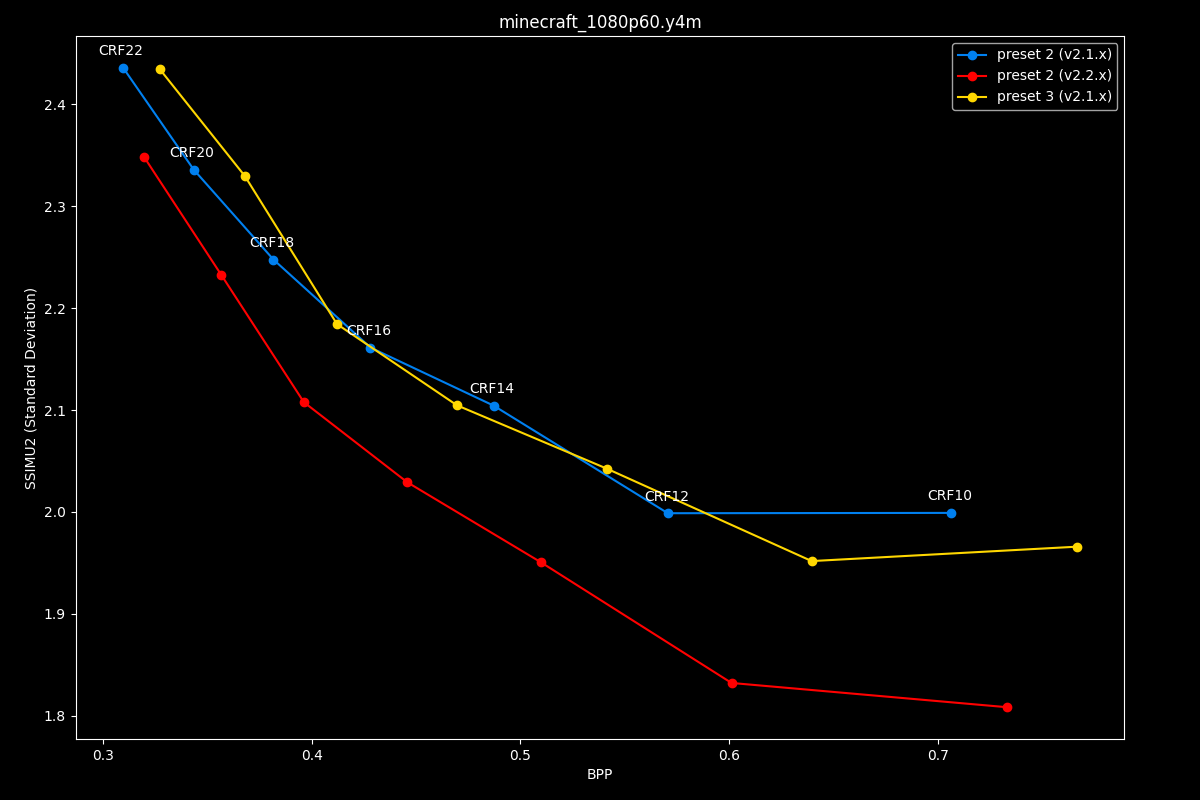 minecraft_1080p60.y4m
preset 2 (v2.1.x)
preset 2 (v2.2.x)
preset 3 (v2.1.x)
CRF22
CRF20
CRF18
CRF16
CRF14
CRF12
CRF10
SSIMU2 (Standard Deviation)
2.4
2.3
2.2
2.1
2.0
1.9
1.8
0.3
0.4
0.5
0.6
0.7
BPP